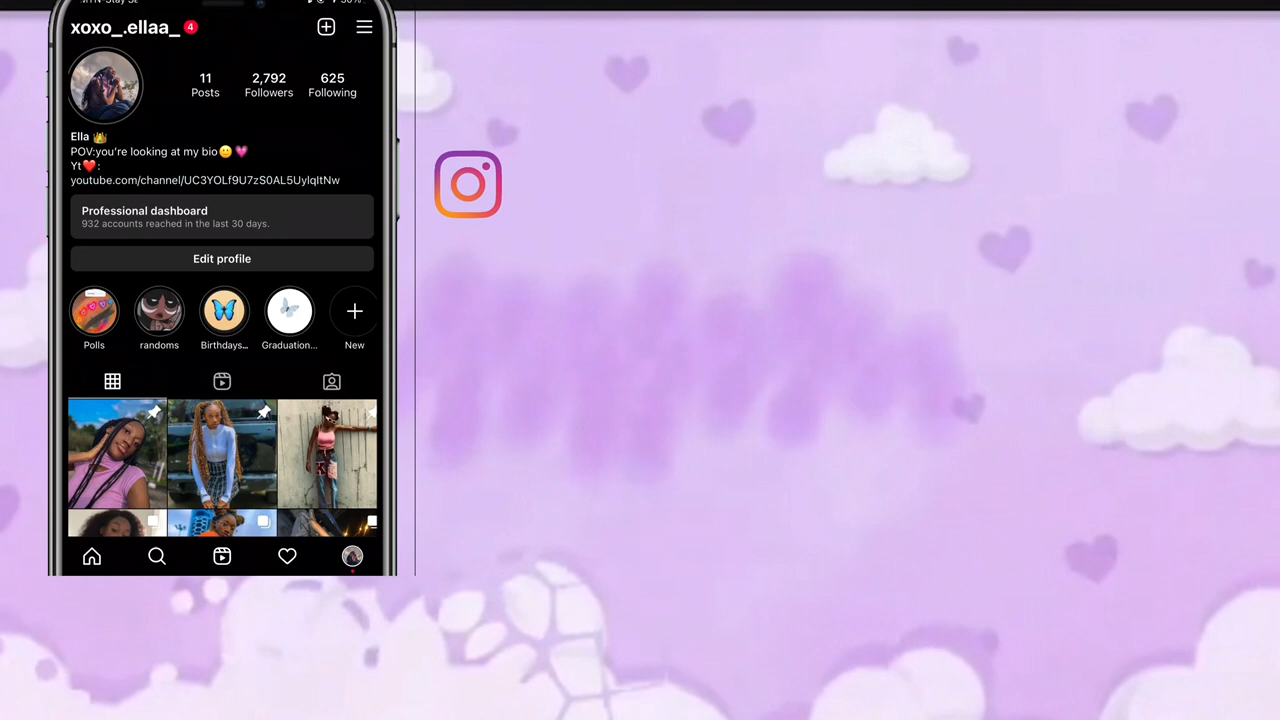 xoxo_.ellaa_ 4
11 2,792 625
Posts Followers Following
Ella 👑
POV:you're looking at my bio🙂💗
Yt❤️:
youtube.com/channel/UC3YOLf9U7zS0AL5UylqItNw
Professional dashboard
932 accounts reached in the last 30 days.
Edit profile
Polls randoms Birthdays... Graduation... New